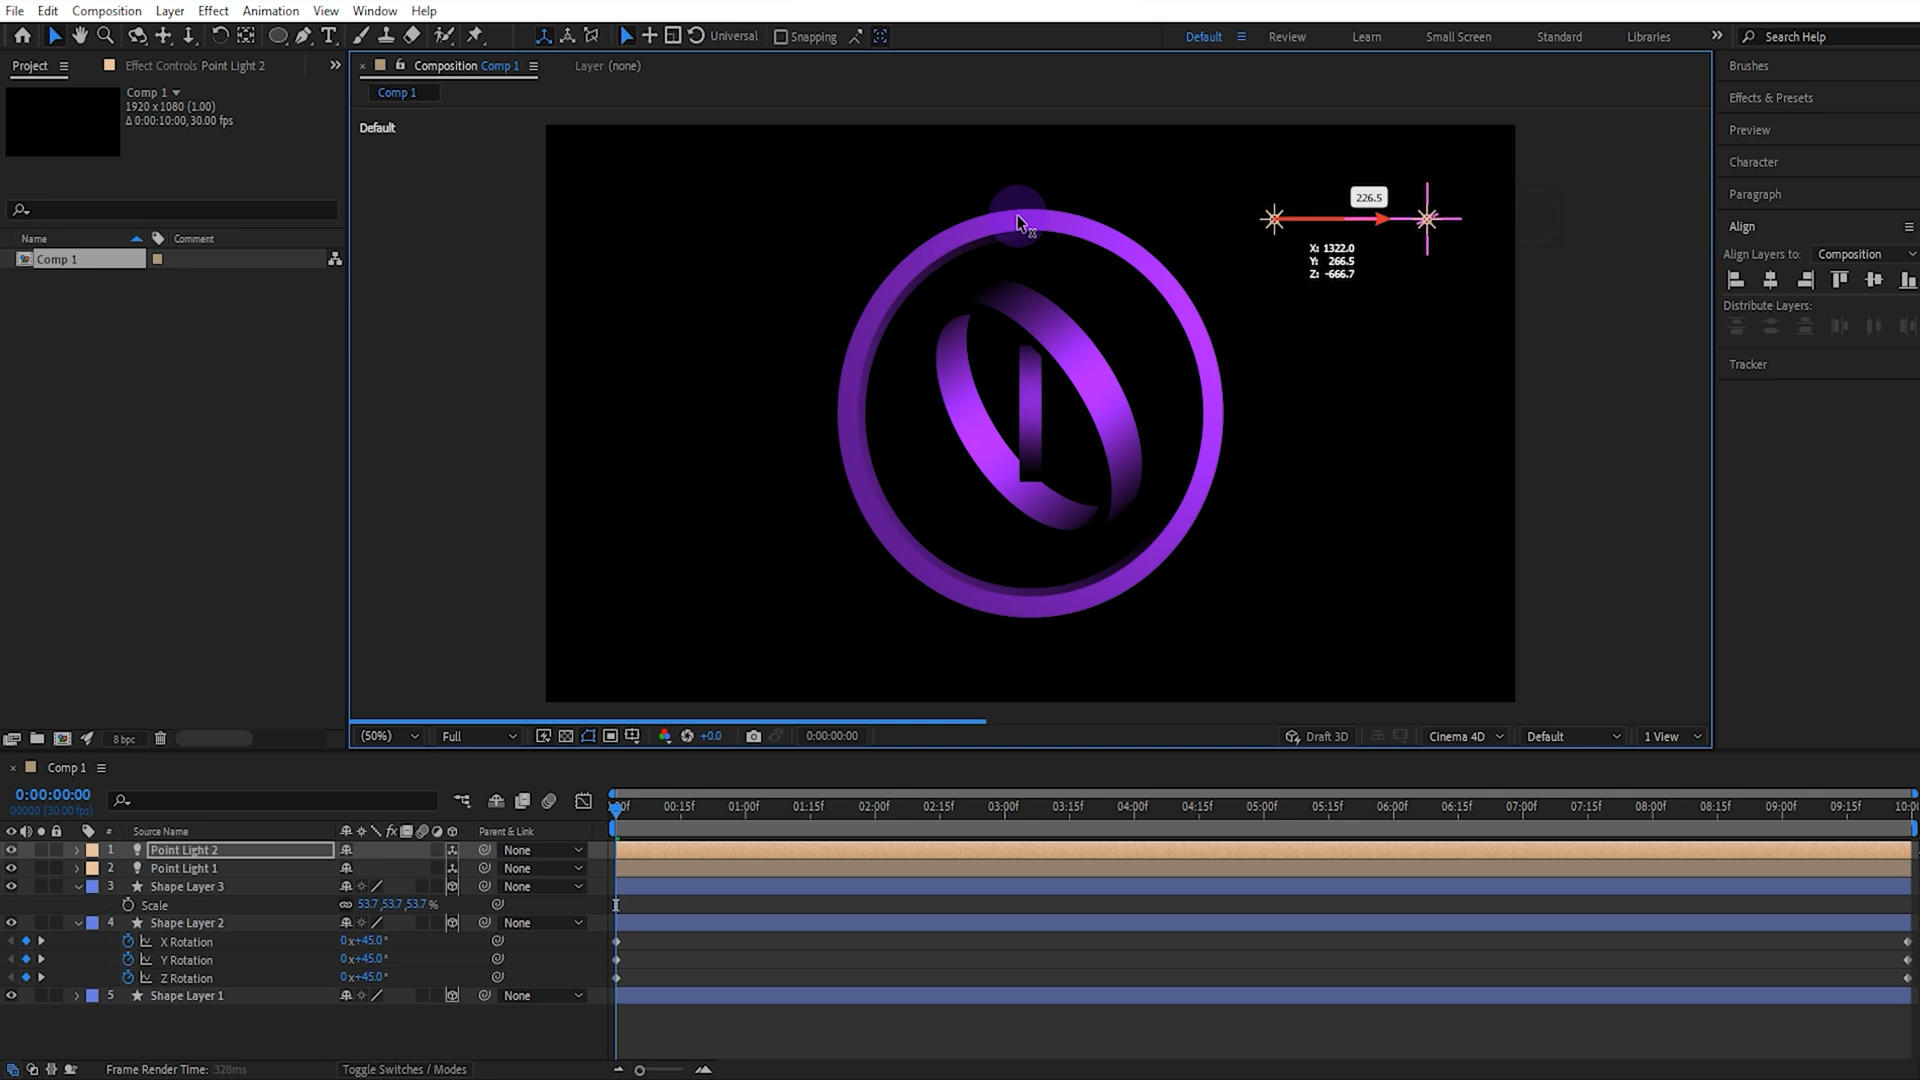 File Edit Composition Layer Effect Animation View Window Help
Universal Snapping Default Review Learn Small Screen Standard Libraries Search Help
Project Effect Controls Point Light 2
Composition Comp 1 Layer (none)
Comp 1
1920 x 1080 (1.00)
Δ 0:00:10:00, 30.00 fps
Comp 1
Default
226.5
X: 1322.0
Y: 266.5
Z: -666.7
Name Comment
Comp 1
Brushes
Effects & Presets
Preview
Character
Paragraph
Align
Align Layers to: Composition
Distribute Layers:
Tracker
8 bpc
(50%) Full +0.0 0:00:00:00 Draft 3D Cinema 4D Default 1 View
Comp 1
0:00:00:00
00000 (30.00 fps)
:00f 00:15f 01:00f 01:15f 02:00f 02:15f 03:00f 03:15f 04:00f 04:15f 05:00f 05:15f 06:00f 06:15f 07:00f 07:15f 08:00f 08:15f 09:00f 09:15f 10:00
# Source Name fx Parent & Link
1 Point Light 2 None
2 Point Light 1 None
3 Shape Layer 3 None
Scale 53.7,53.7,53.7%
4 Shape Layer 2 None
X Rotation 0x+45.0°
Y Rotation 0x+45.0°
Z Rotation 0x+45.0°
5 Shape Layer 1 None
Frame Render Time: 328ms Toggle Switches / Modes